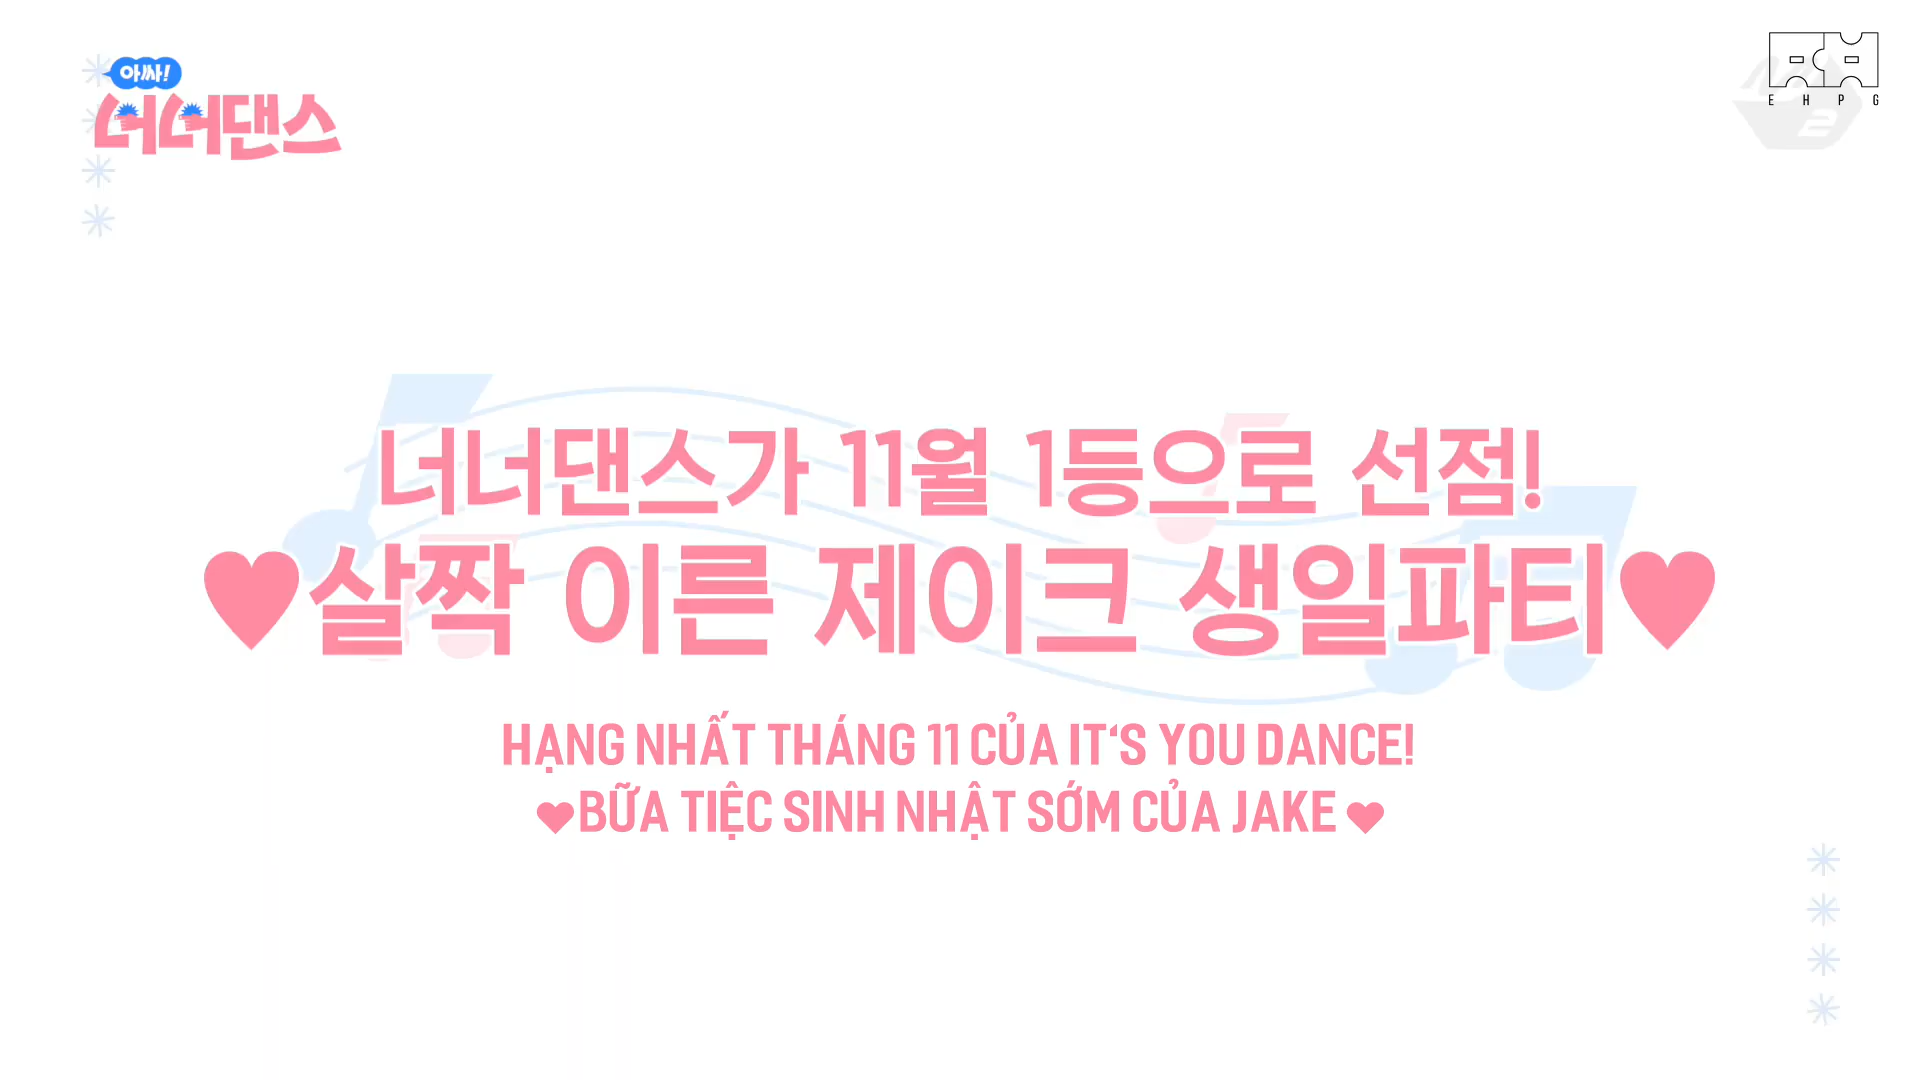 아싸!
너너댄스
EHPG
2
너너댄스가 11월 1등으로 선점!
♥살짝 이른 제이크 생일파티♥
HẠNG NHẤT THÁNG 11 CỦA IT‘S YOU DANCE!
♥BỮA TIỆC SINH NHẬT SỚM CỦA JAKE ♥